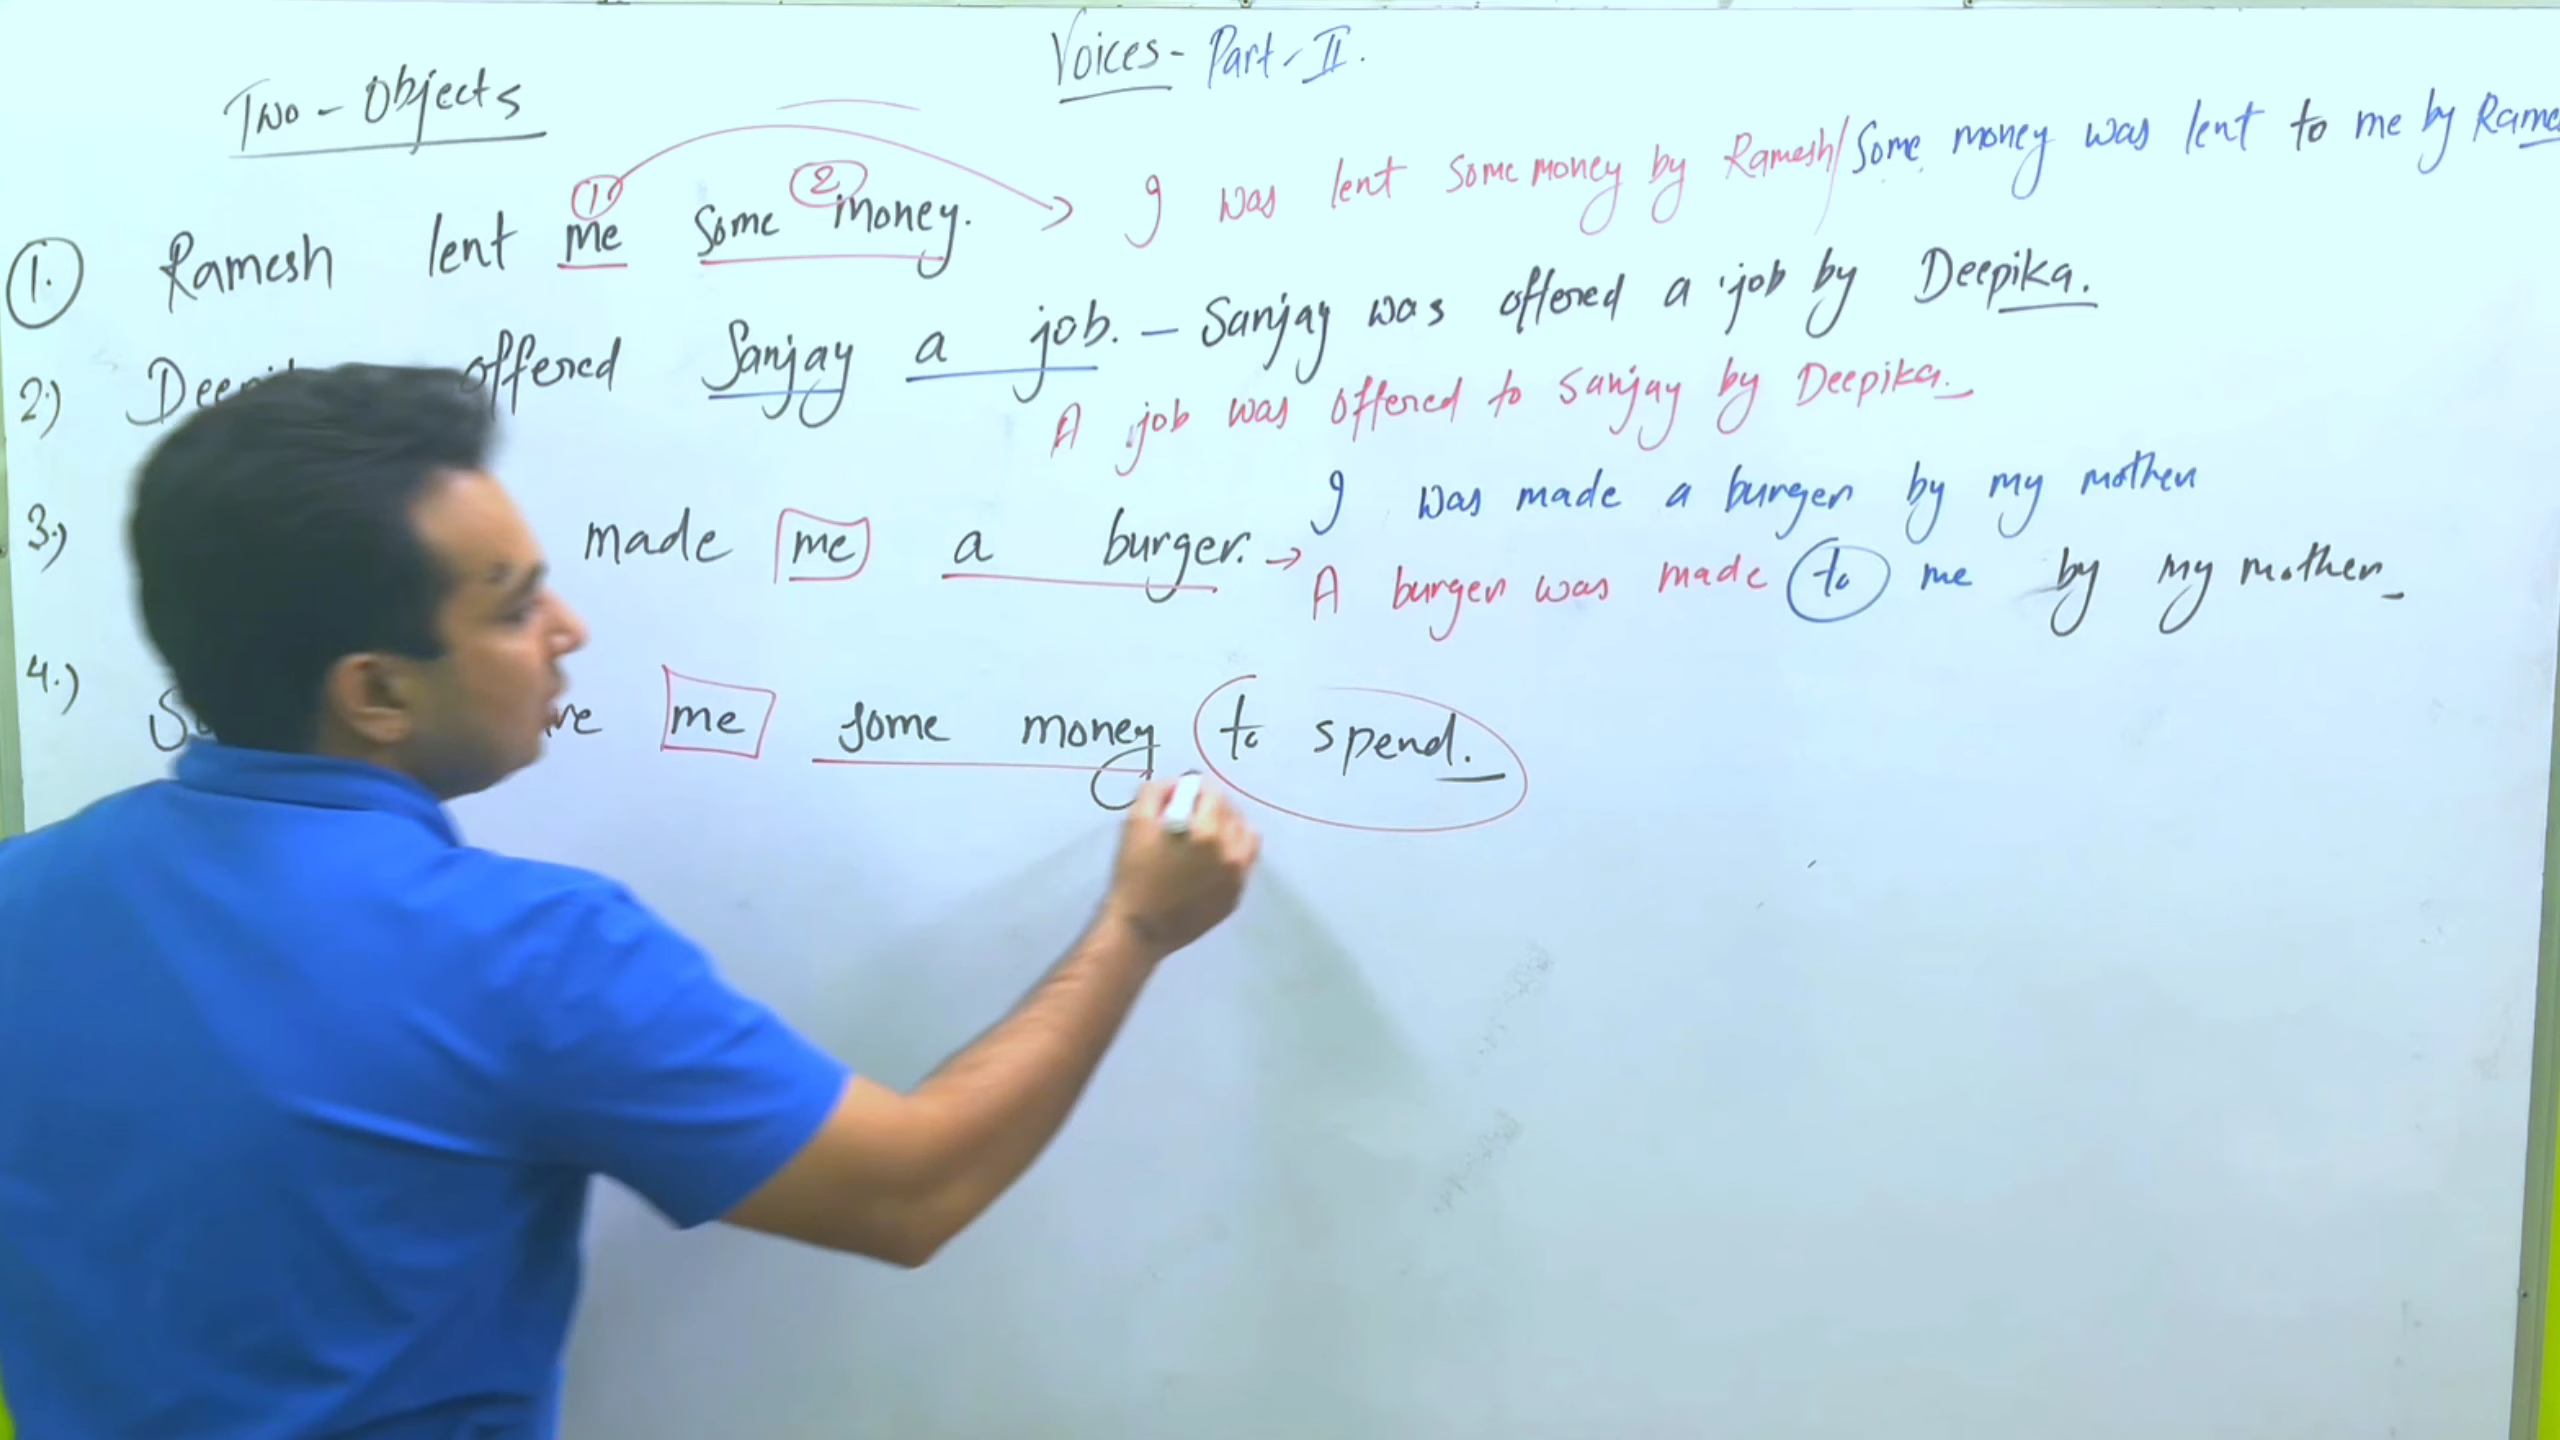 Voices - Part-II.
Two - Objects
1. Ramesh lent me some money. → I was lent some money by Ramesh/Some money was lent to me by
1 2
2.) offered Sanjay a job. - Sanjay was offered a job by Deepika.
A job was offered to Sanjay by Deepika.
I was made a burger by my mother
3.) made me a burger. → A burger was made to me by my mother
4.) me some money to spend.